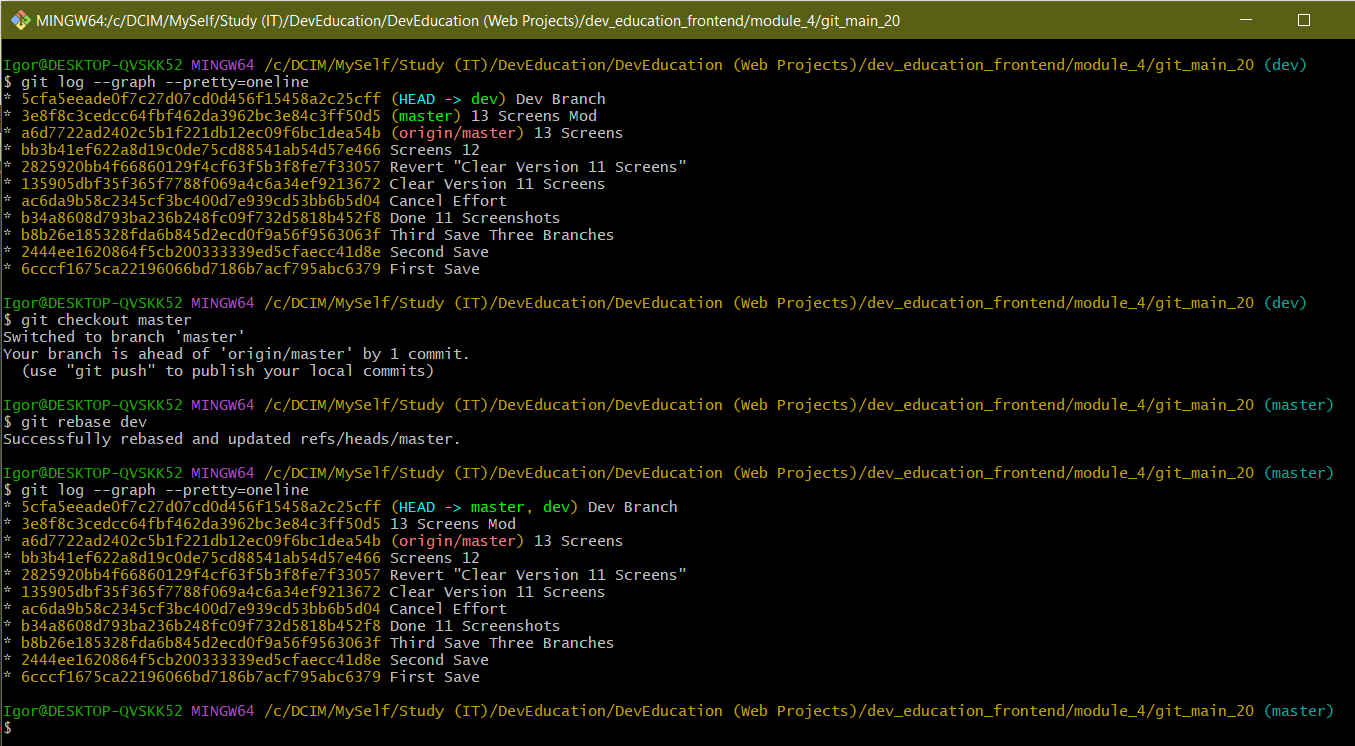 MINGW64:/c/DCIM/MySelf/Study (IT)/DevEducation/DevEducation (Web Projects)/dev_education_frontend/module_4/git_main_20
Igor@DESKTOP-QVSKK52 MINGW64 /c/DCIM/MySelf/Study (IT)/DevEducation/DevEducation (Web Projects)/dev_education_frontend/module_4/git_main_20 (dev)
$ git log --graph --pretty=oneline
* 5cfa5eeade0f7c27d07cd0d456f15458a2c25cff (HEAD -> dev) Dev Branch
* 3e8f8c3cedcc64fbf462da3962bc3e84c3ff50d5 (master) 13 Screens Mod
* a6d7722ad2402c5b1f221db12ec09f6bc1dea54b (origin/master) 13 Screens
* bb3b41ef622a8d19c0de75cd88541ab54d57e466 Screens 12
* 2825920bb4f66860129f4cf63f5b3f8fe7f33057 Revert "Clear Version 11 Screens"
* 135905dbf35f365f7788f069a4c6a34ef9213672 Clear Version 11 Screens
* ac6da9b58c2345cf3bc400d7e939cd53bb6b5d04 Cancel Effort
* b34a8608d793ba236b248fc09f732d5818b452f8 Done 11 Screenshots
* b8b26e185328fda6b845d2ecd0f9a56f9563063f Third Save Three Branches
* 2444ee1620864f5cb200333339ed5cfaecc41d8e Second Save
* 6cccf1675ca22196066bd7186b7acf795abc6379 First Save
Igor@DESKTOP-QVSKK52 MINGW64 /c/DCIM/MySelf/Study (IT)/DevEducation/DevEducation (Web Projects)/dev_education_frontend/module_4/git_main_20 (dev)
$ git checkout master
Switched to branch 'master'
Your branch is ahead of 'origin/master' by 1 commit.
  (use "git push" to publish your local commits)
Igor@DESKTOP-QVSKK52 MINGW64 /c/DCIM/MySelf/Study (IT)/DevEducation/DevEducation (Web Projects)/dev_education_frontend/module_4/git_main_20 (master)
$ git rebase dev
Successfully rebased and updated refs/heads/master.
Igor@DESKTOP-QVSKK52 MINGW64 /c/DCIM/MySelf/Study (IT)/DevEducation/DevEducation (Web Projects)/dev_education_frontend/module_4/git_main_20 (master)
$ git log --graph --pretty=oneline
* 5cfa5eeade0f7c27d07cd0d456f15458a2c25cff (HEAD -> master, dev) Dev Branch
* 3e8f8c3cedcc64fbf462da3962bc3e84c3ff50d5 13 Screens Mod
* a6d7722ad2402c5b1f221db12ec09f6bc1dea54b (origin/master) 13 Screens
* bb3b41ef622a8d19c0de75cd88541ab54d57e466 Screens 12
* 2825920bb4f66860129f4cf63f5b3f8fe7f33057 Revert "Clear Version 11 Screens"
* 135905dbf35f365f7788f069a4c6a34ef9213672 Clear Version 11 Screens
* ac6da9b58c2345cf3bc400d7e939cd53bb6b5d04 Cancel Effort
* b34a8608d793ba236b248fc09f732d5818b452f8 Done 11 Screenshots
* b8b26e185328fda6b845d2ecd0f9a56f9563063f Third Save Three Branches
* 2444ee1620864f5cb200333339ed5cfaecc41d8e Second Save
* 6cccf1675ca22196066bd7186b7acf795abc6379 First Save
Igor@DESKTOP-QVSKK52 MINGW64 /c/DCIM/MySelf/Study (IT)/DevEducation/DevEducation (Web Projects)/dev_education_frontend/module_4/git_main_20 (master)
$